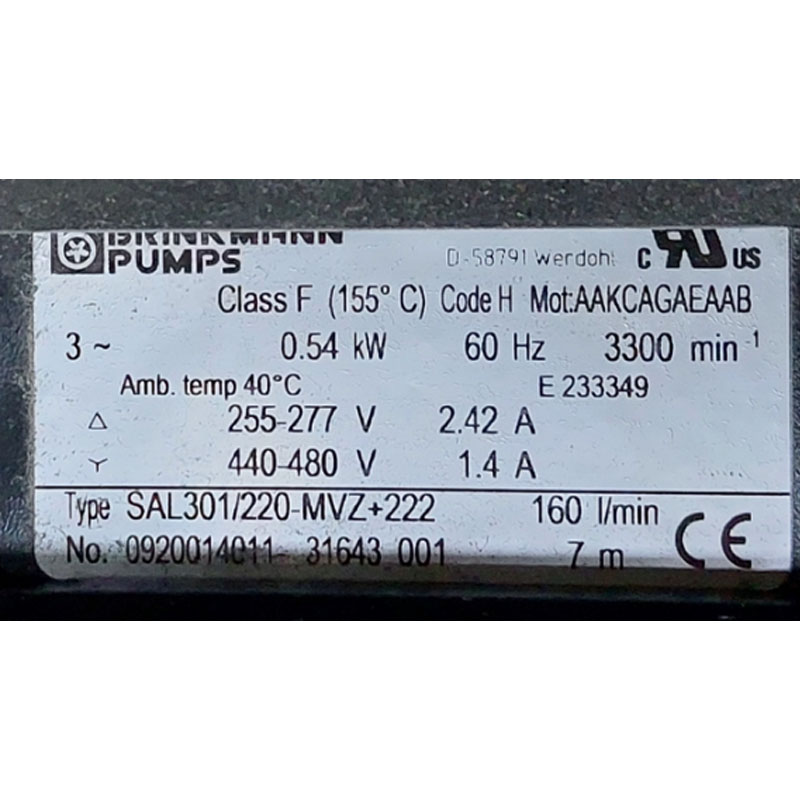 BRINKMANN
PUMPS D-58791 Werdohl c RU US
Class F (155° C) Code H Mot:AAKCAGAEAAB
3 ~ 0.54 kW 60 Hz 3300 min⁻¹
Amb. temp 40°C E 233349
△ 255-277 V 2.42 A
Y 440-480 V 1.4 A
Type SAL301/220-MVZ+222 160 l/min
No. 0920014011- 31643 001 7 m CE